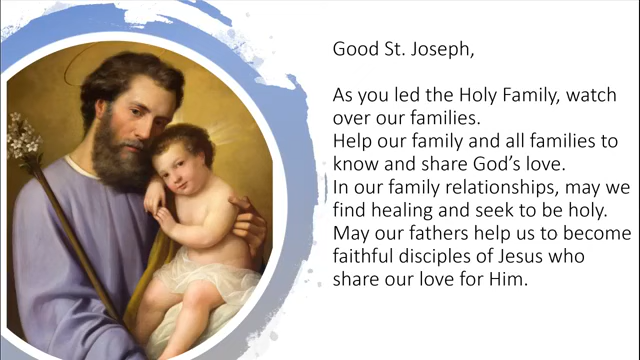 Good St. Joseph,
As you led the Holy Family, watch
over our families.
Help our family and all families to
know and share God’s love.
In our family relationships, may we
find healing and seek to be holy.
May our fathers help us to become
faithful disciples of Jesus who
share our love for Him.